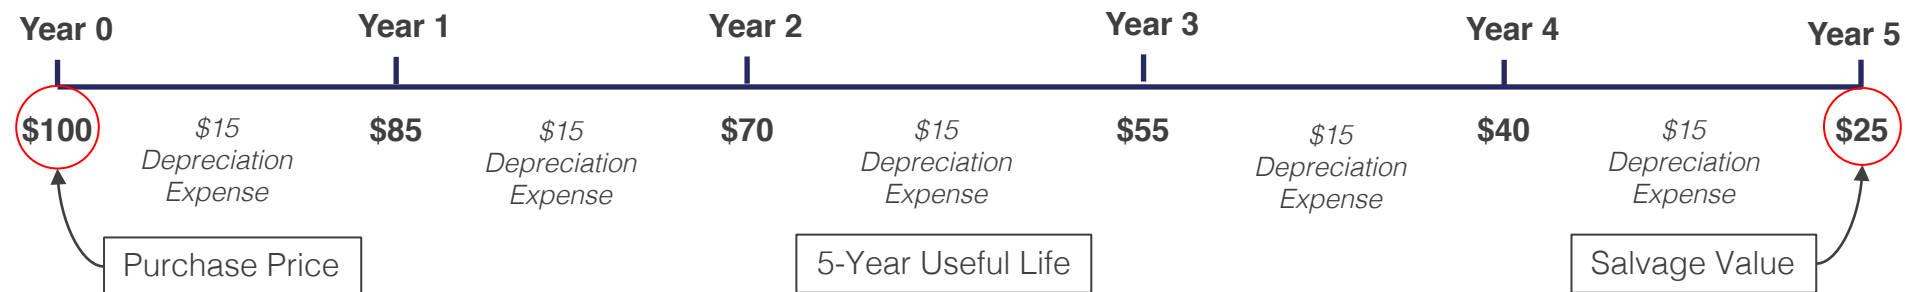 Year 0
Year 1
Year 2
Year 3
Year 4
Year 5
$100
$15
Depreciation
Expense
$85
$15
Depreciation
Expense
$70
$15
Depreciation
Expense
$55
$15
Depreciation
Expense
$40
$15
Depreciation
Expense
$25
Purchase Price
5-Year Useful Life
Salvage Value